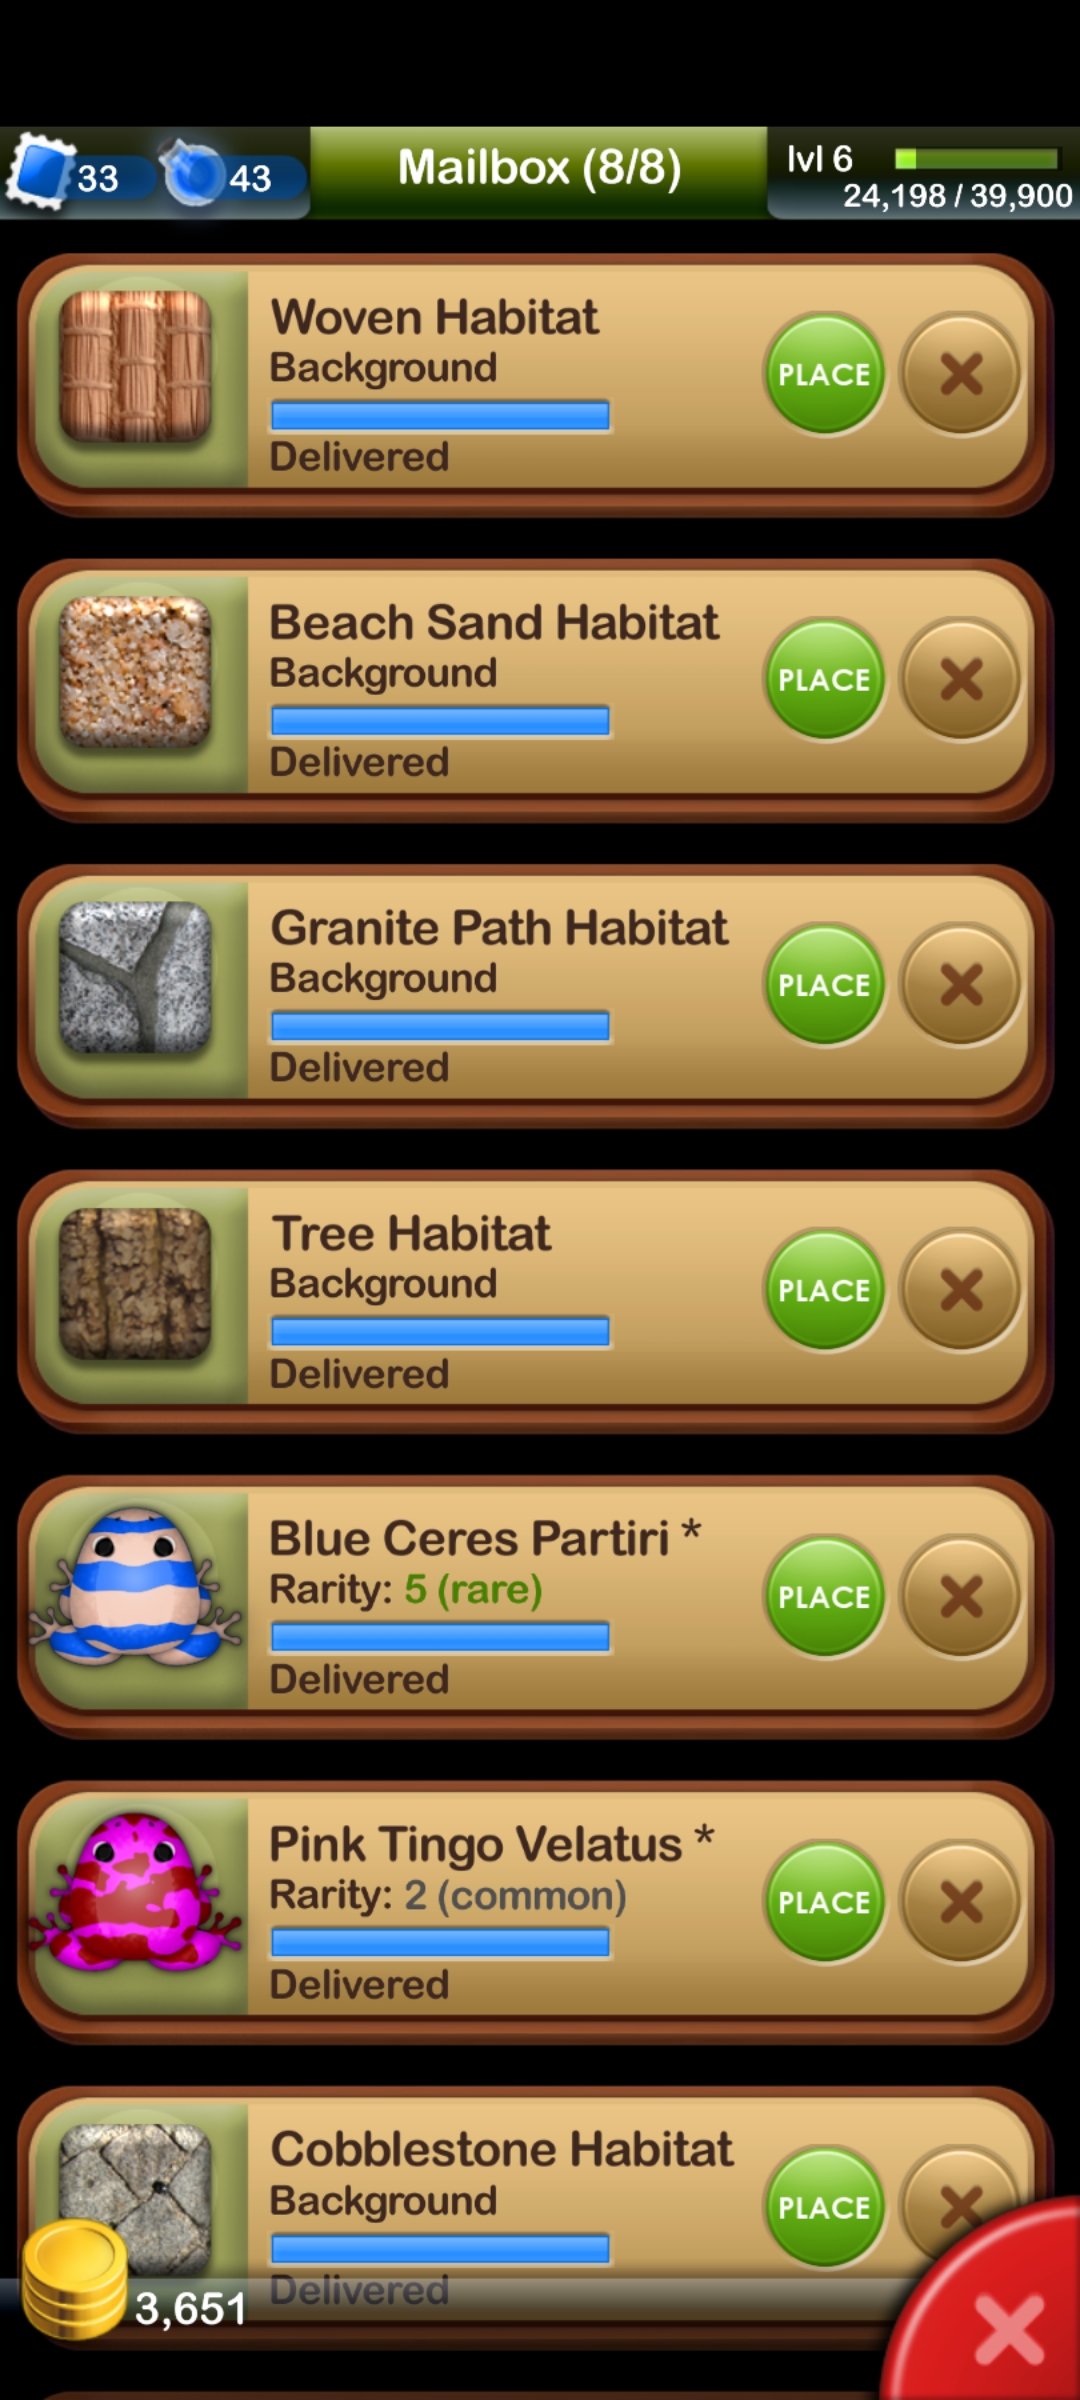 33
43
Mailbox (8/8)
lvl 6
24,198 / 39,900
Woven Habitat
Background
PLACE
Delivered
Beach Sand Habitat
Background
PLACE
Delivered
Granite Path Habitat
Background
PLACE
Delivered
Tree Habitat
Background
PLACE
Delivered
Blue Ceres Partiri *
Rarity: 5 (rare)
PLACE
Delivered
Pink Tingo Velatus *
Rarity: 2 (common)
PLACE
Delivered
Cobblestone Habitat
Background
PLACE
Delivered
3,651